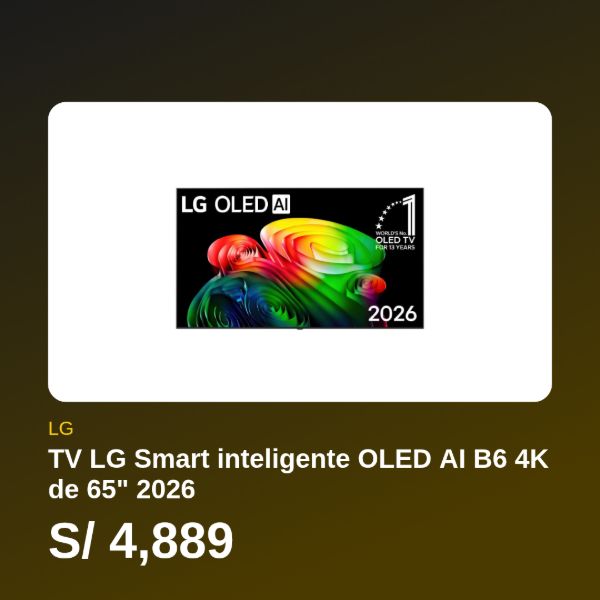 LG OLED AI
1
WORLD'S No.
OLED TV
FOR 13 YEARS
2026
LG
TV LG Smart inteligente OLED AI B6 4K
de 65" 2026
S/ 4,889